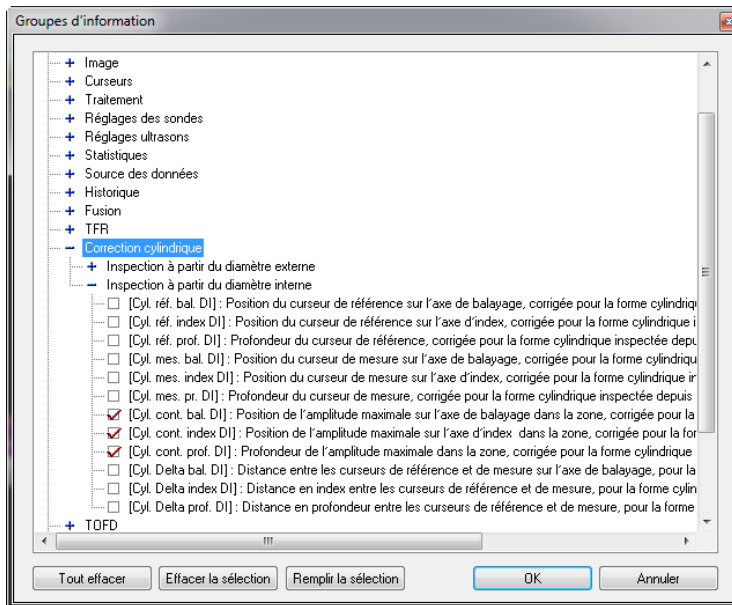 Groupes d'information
Image
Curseurs
Traitement
Réglages des sondes
Réglages ultrasons
Statistiques
Source des données
Historique
Fusion
TFR
Correction cylindrique
Inspection à partir du diamètre externe
Inspection à partir du diamètre interne
[Cyl. réf. bal. DI] : Position du curseur de référence sur l'axe de balayage, corrigée pour la forme cylindriq
[Cyl. réf. index DI] : Position du curseur de référence sur l'axe d'index, corrigée pour la forme cylindrique i
[Cyl. réf. prof. DI] : Profondeur du curseur de référence, corrigée pour la forme cylindrique inspectée depu
[Cyl. mes. bal. DI] : Position du curseur de mesure sur l'axe de balayage, corrigée pour la forme cylindriqu
[Cyl. mes. index DI] : Position du curseur de mesure sur l'axe d'index, corrigée pour la forme cylindrique in
[Cyl. mes. pr. DI] : Profondeur du curseur de mesure, corrigée pour la forme cylindrique inspectée depuis
[Cyl. cont. bal. DI] : Position de l'amplitude maximale sur l'axe de balayage dans la zone, corrigée pour la
[Cyl. cont. index DI] : Position de l'amplitude maximale sur l'axe d'index dans la zone, corrigée pour la for
[Cyl. cont. prof. DI] : Profondeur de l'amplitude maximale dans la zone, corrigée pour la forme cylindrique
[Cyl. Delta bal. DI] : Distance entre les curseurs de référence et de mesure sur l'axe de balayage, pour la
[Cyl. Delta index DI] : Distance en index entre les curseurs de référence et de mesure, pour la forme cylin
[Cyl. Delta prof. DI] : Distance en profondeur entre les curseurs de référence et de mesure, pour la forme
TOFD
Tout effacer Effacer la sélection Remplir la sélection OK Annuler